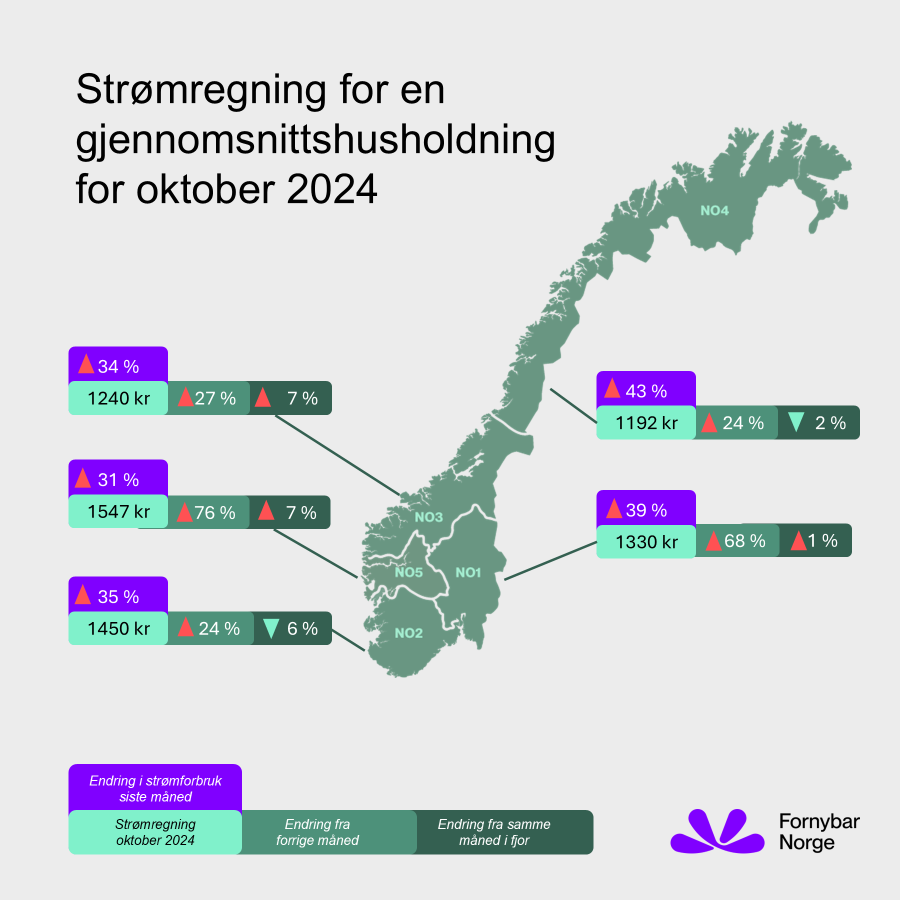 Strømregning for en
gjennomsnittshusholdning
for oktober 2024
NO4
34 %
1240 kr 27 % 7 %
43 %
1192 kr 24 % 2 %
31 %
1547 kr 76 % 7 %
39 %
1330 kr 68 % 1 %
NO3
NO5 NO1
35 %
1450 kr 24 % 6 %
NO2
Endring i strømforbruk
siste måned
Strømregning
oktober 2024
Endring fra
forrige måned
Endring fra samme
måned i fjor
Fornybar
Norge